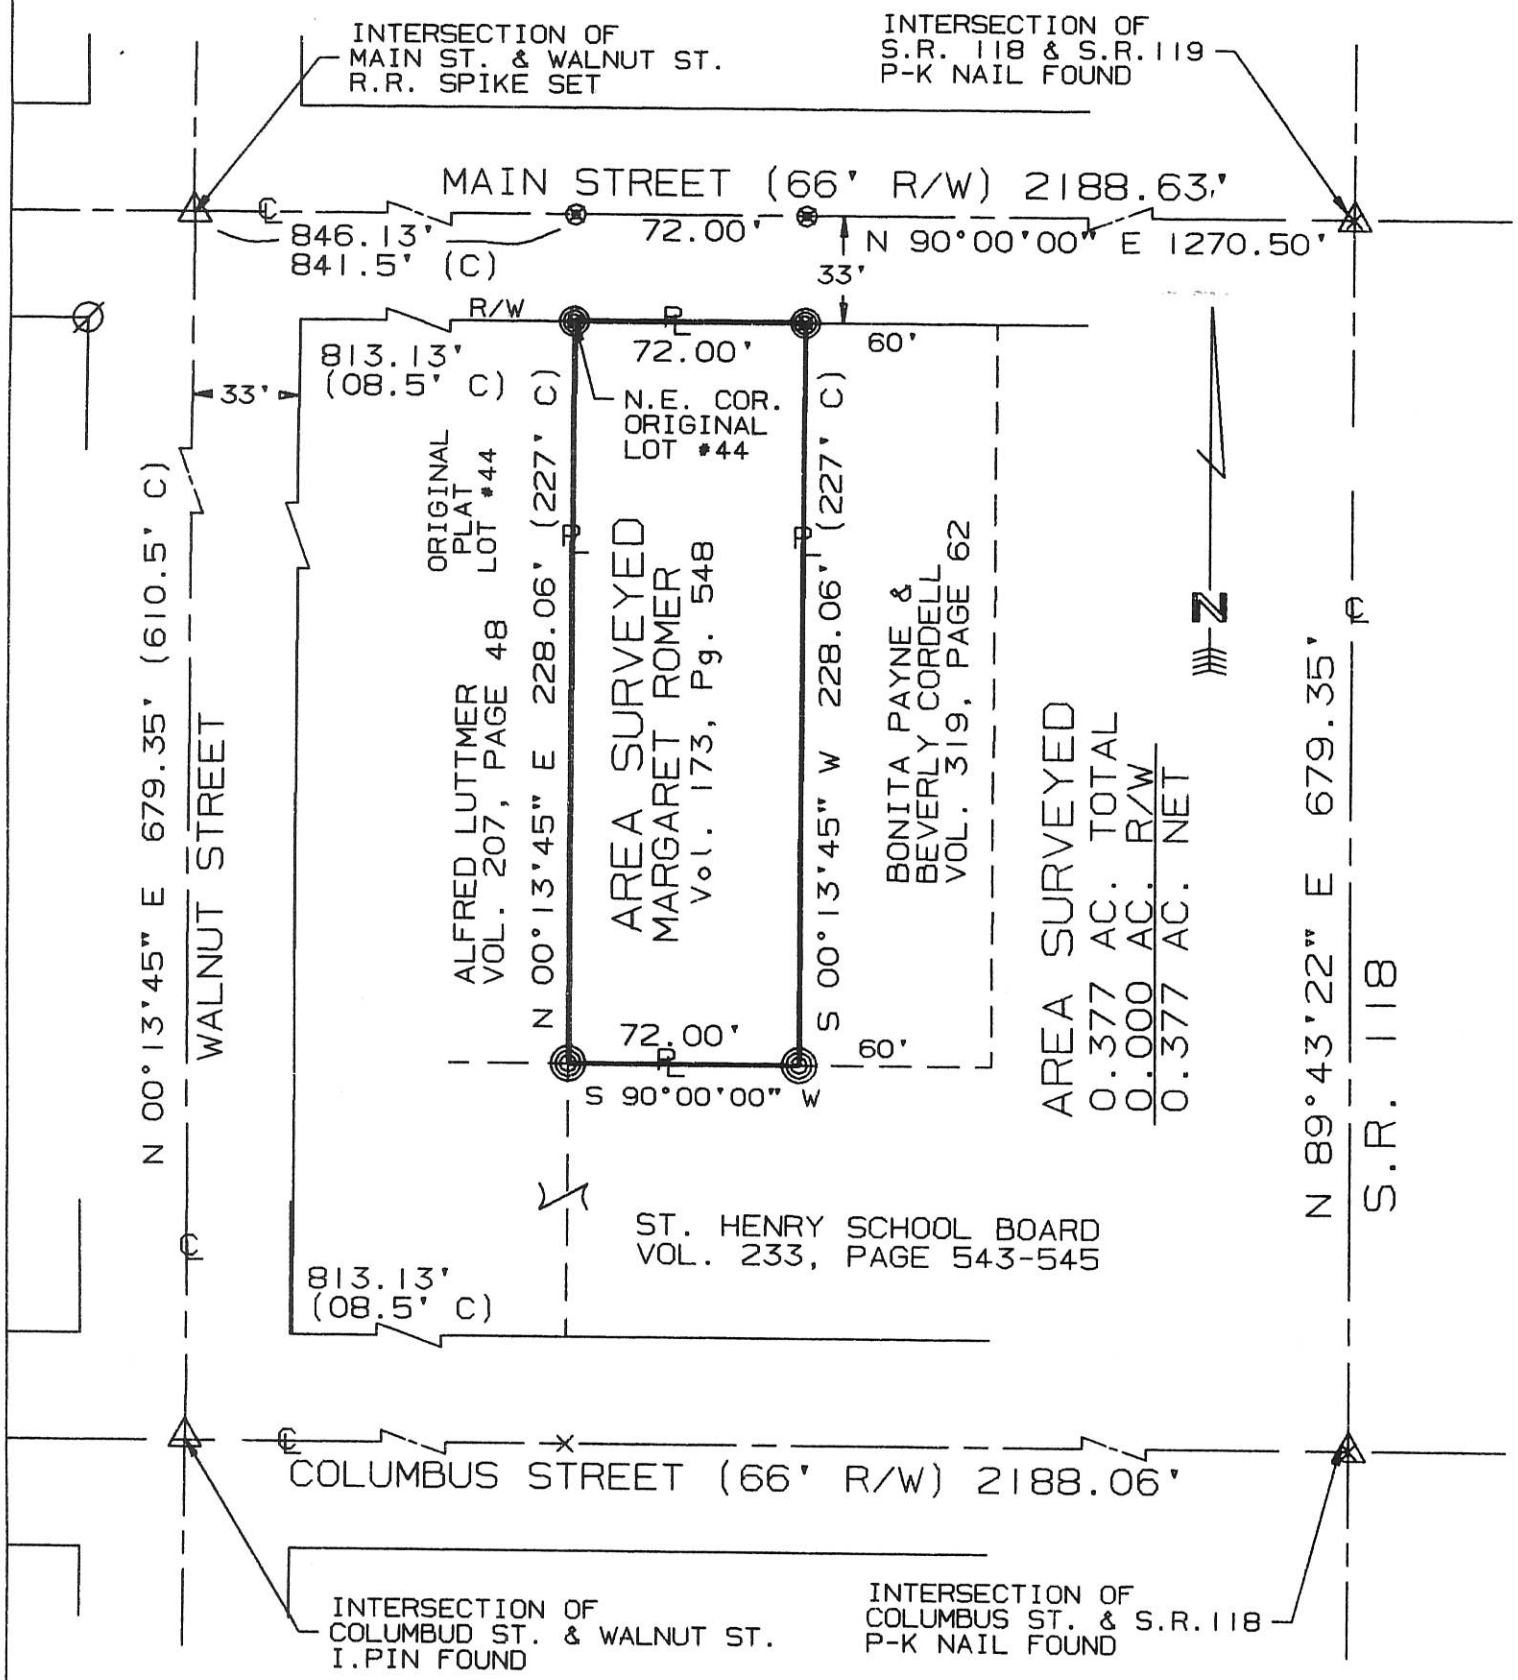 INTERSECTION OF
MAIN ST. & WALNUT ST.
R.R. SPIKE SET
INTERSECTION OF
S.R. 118 & S.R.119
P-K NAIL FOUND
MAIN STREET (66' R/W) 2188.63'
846.13'
841.5' (C)
72.00'
N 90°00'00" E 1270.50'
33'
R/W
813.13'
(08.5' C)
72.00'
60'
33'
N.E. COR.
ORIGINAL
LOT #44
ORIGINAL
PLAT
LOT #44
N 00°13'45" E 679.35' (610.5' C)
WALNUT STREET
ALFRED LUTTMER
VOL. 207, PAGE 48
N 00°13'45" E 228.06' (227' C)
AREA SURVEYED
MARGARET ROMER
Vol. 173, Pg. 548
S 00°13'45" W 228.06' (227' C)
BONITA PAYNE &
BEVERLY CORDELL
VOL. 319, PAGE 62
N
AREA SURVEYED
0.377 AC. TOTAL
0.000 AC. R/W
0.377 AC. NET
N 89°43'22" E 679.35'
S.R. 118
72.00'
60'
S 90°00'00" W
ST. HENRY SCHOOL BOARD
VOL. 233, PAGE 543-545
813.13'
(08.5' C)
COLUMBUS STREET (66' R/W) 2188.06'
INTERSECTION OF
COLUMBUD ST. & WALNUT ST.
I.PIN FOUND
INTERSECTION OF
COLUMBUS ST. & S.R.118
P-K NAIL FOUND